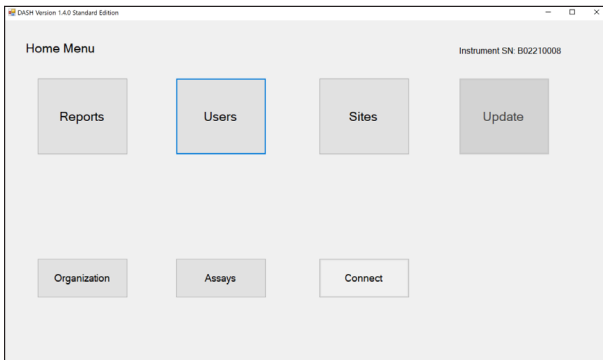 DASH Version 1.4.0 Standard Edition
Home Menu
Instrument SN: B02210008
Reports
Users
Sites
Update
Organization
Assays
Connect